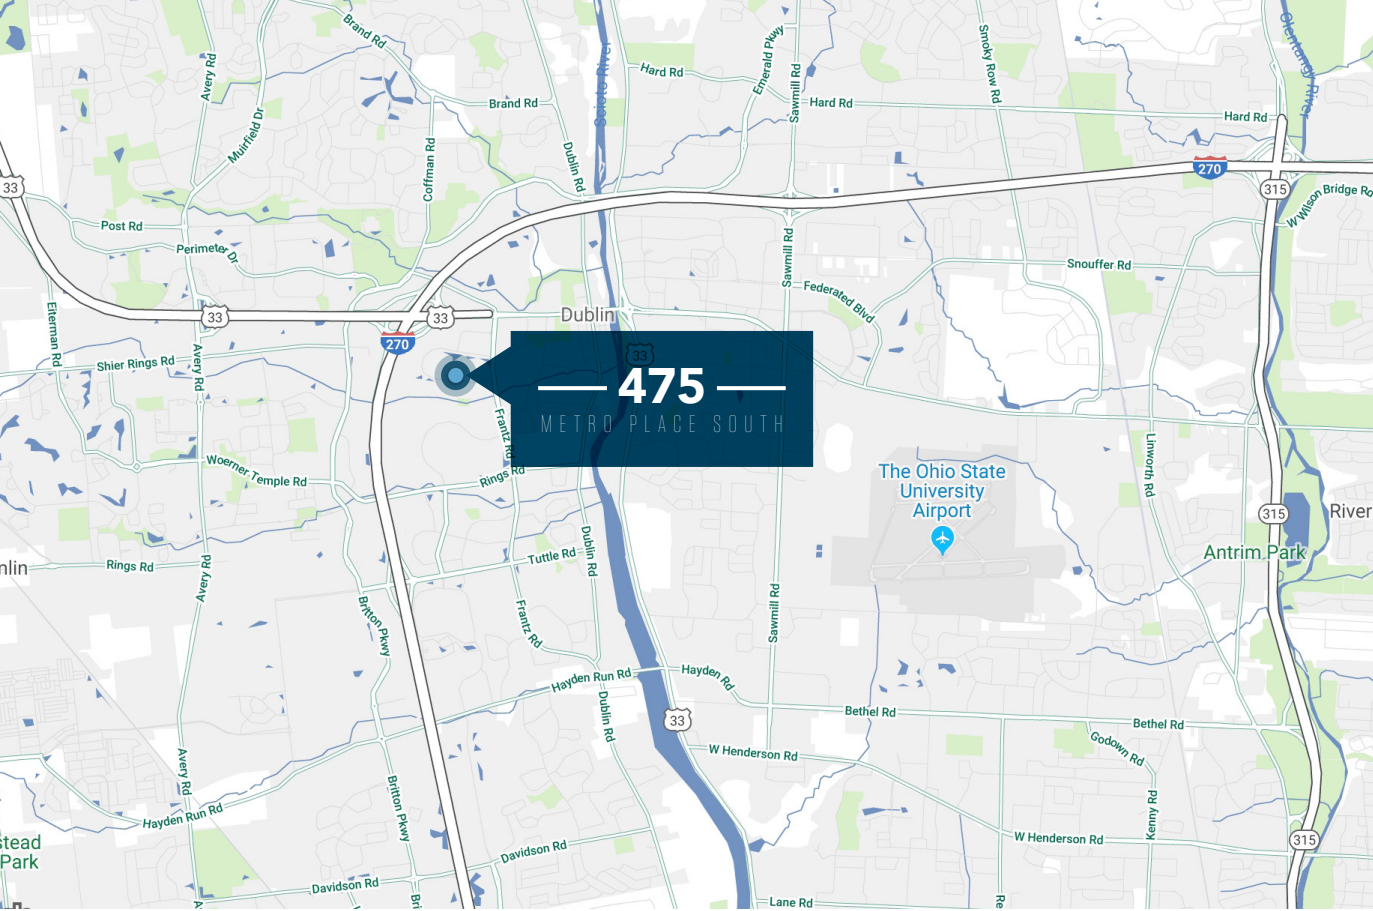 Brand Rd
Avery Rd
Muirfield Dr
Coffman Rd
Brand Rd
Dublin Rd
Scioto River
Hard Rd
Emerald Pkwy
Sawmill Rd
Hard Rd
Smoky Row Rd
Olentangy River
Hard Rd
270
315
W Wilson Bridge Rd
33
Post Rd
Perimeter Dr
Sawmill Rd
Snouffer Rd
Federated Blvd
Eiterman Rd
33
33
270
Dublin
33
Shier Rings Rd
Avery Rd
475
METRO PLACE SOUTH
Frantz Rd
Rings Rd
Woerner Temple Rd
Linworth Rd
The Ohio State
University
Airport
315
River
Antrim Park
Rings Rd
Avery Rd
Tuttle Rd
Dublin Rd
Britton Pkwy
Frantz Rd
Sawmill Rd
Hayden Run Rd
Hayden Rd
Dublin Rd
33
Bethel Rd
Bethel Rd
Godown Rd
W Henderson Rd
Avery Rd
Britton Pkwy
Hayden Run Rd
Kenny Rd
W Henderson Rd
315
stead
Park
Davidson Rd
Davidson Rd
Lane Rd